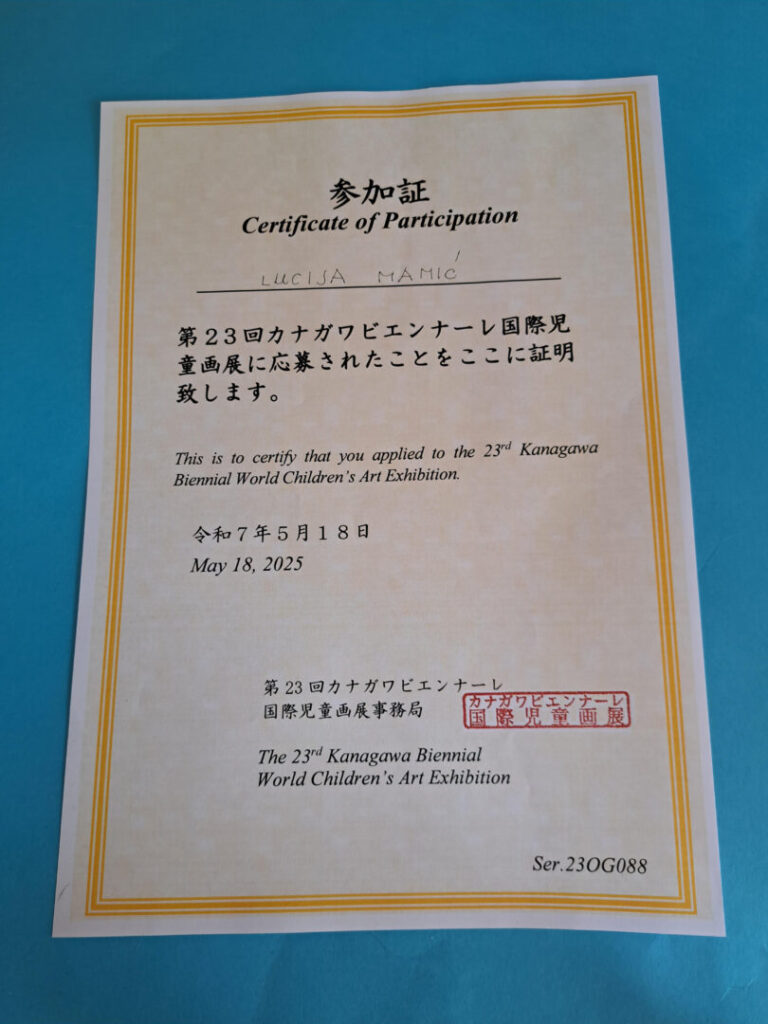 参加証
Certificate of Participation
LUCIJA MAMIĆ
第23回カナガワビエンナーレ国際児
童画展に応募されたことをここに証明
致します。
This is to certify that you applied to the 23rd Kanagawa
Biennial World Children's Art Exhibition.
令和7年5月18日
May 18, 2025
第23回カナガワビエンナーレ
国際児童画展事務局
カナガワビエンナーレ
国際児童画展
The 23rd Kanagawa Biennial
World Children's Art Exhibition
Ser.23OG088